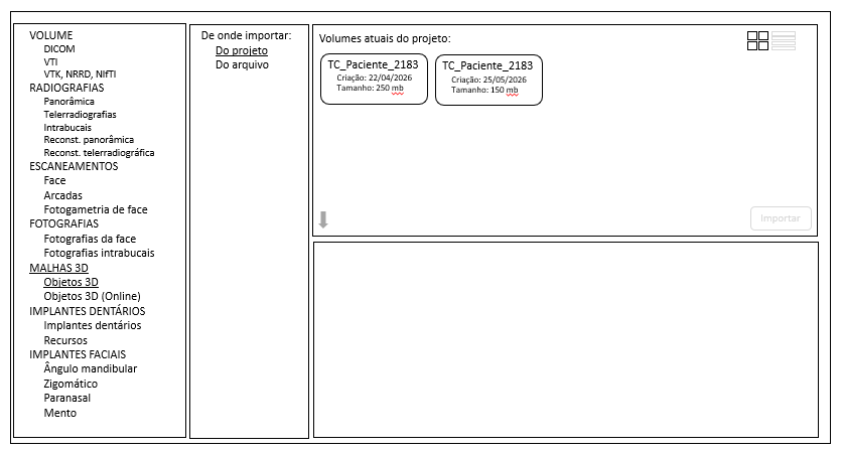 VOLUME
DICOM
VTI
VTK, NRRD, NIfTI
RADIOGRAFIAS
Panorâmica
Telerradiografias
Intrabucais
Reconst. panorâmica
Reconst. telerradiográfica
ESCANEAMENTOS
Face
Arcadas
Fotogametria de face
FOTOGRAFIAS
Fotografias da face
Fotografias intrabucais
MALHAS 3D
Objetos 3D
Objetos 3D (Online)
IMPLANTES DENTÁRIOS
Implantes dentários
Recursos
IMPLANTES FACIAIS
Ângulo mandibular
Zigomático
Paranasal
Mento
De onde importar:
Do projeto
Do arquivo
Volumes atuais do projeto:
TC_Paciente_2183
Criação: 22/04/2026
Tamanho: 250 mb
TC_Paciente_2183
Criação: 25/05/2026
Tamanho: 150 mb
Importar